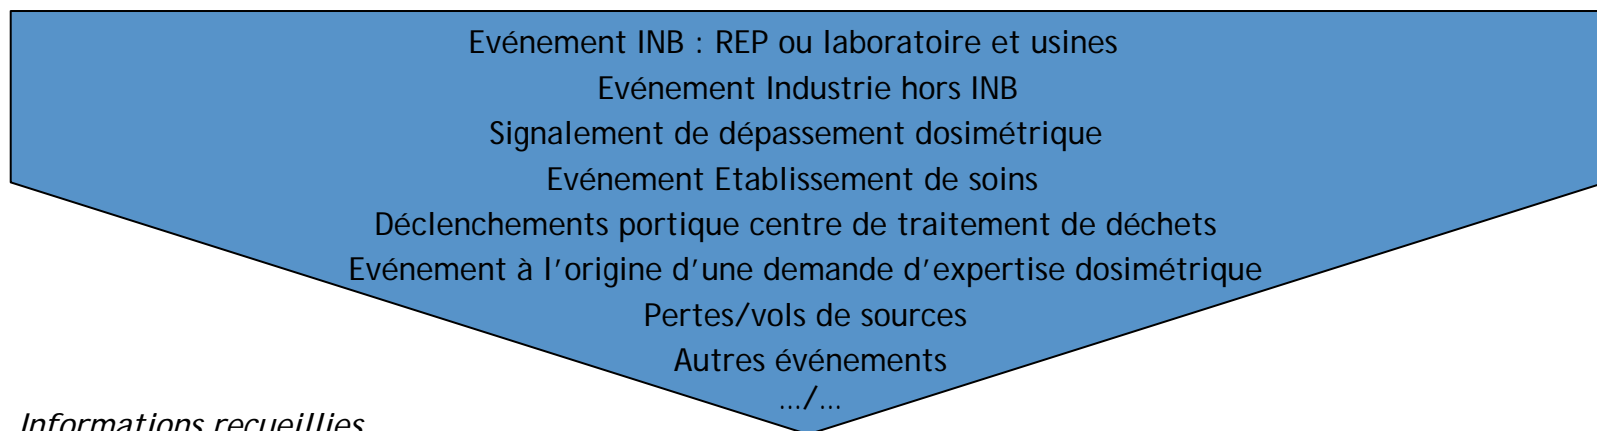 Evénement INB : REP ou laboratoire et usines
Evénement Industrie hors INB
Signalement de dépassement dosimétrique
Evénement Etablissement de soins
Déclenchements portique centre de traitement de déchets
Evénement à l’origine d’une demande d’expertise dosimétrique
Pertes/vols de sources
Autres événements
…/…
Informations recueillies